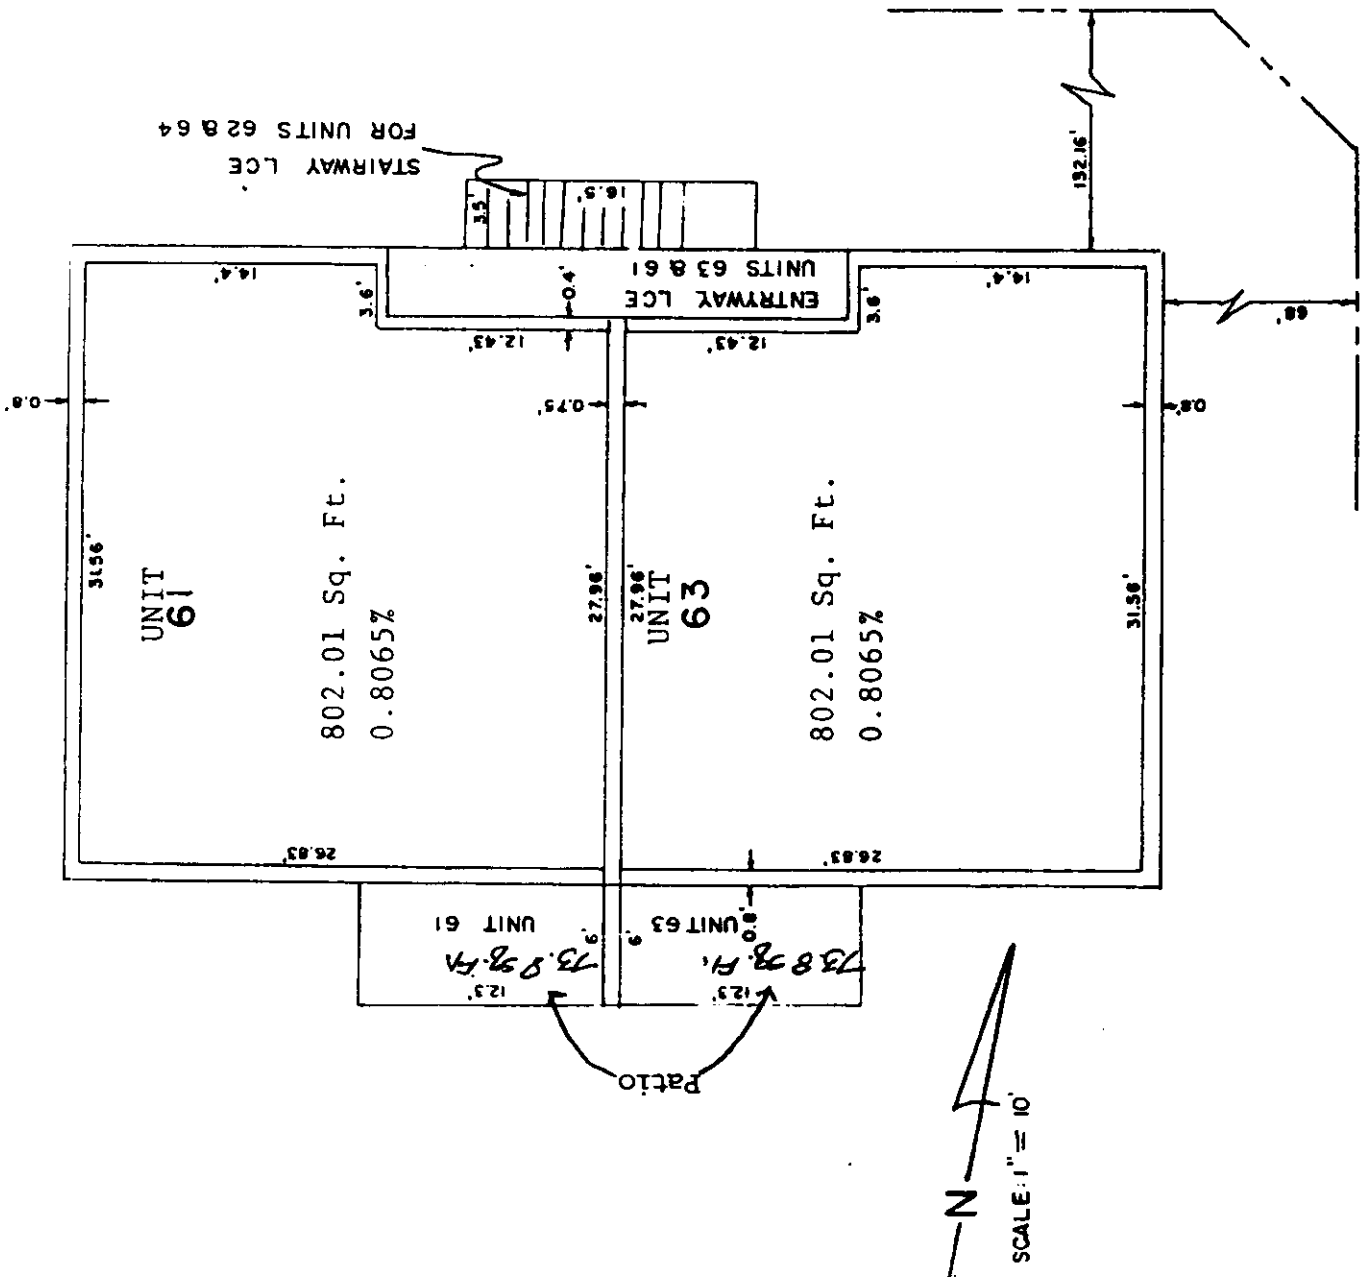 STAIRWAY LCE
FOR UNITS 62 & 64
3.5'
16.5'
132.16'
68'
ENTRYWAY LCE
UNITS 63 & 61
14.4'
3.6'
0.4'
12.43'
12.43'
3.6'
14.4'
0.8'
0.75'
0.8'
31.56'
UNIT
61
802.01 Sq. Ft.
0.8065%
27.96'
27.96'
UNIT
63
802.01 Sq. Ft.
0.8065%
31.56'
26.83'
26.83'
0.8'
UNIT 61
73.8 sq. Ft.
6'
12.3'
UNIT 63
73.8 sq. Ft.
6'
12.3'
Patio
N
SCALE: 1" = 10'